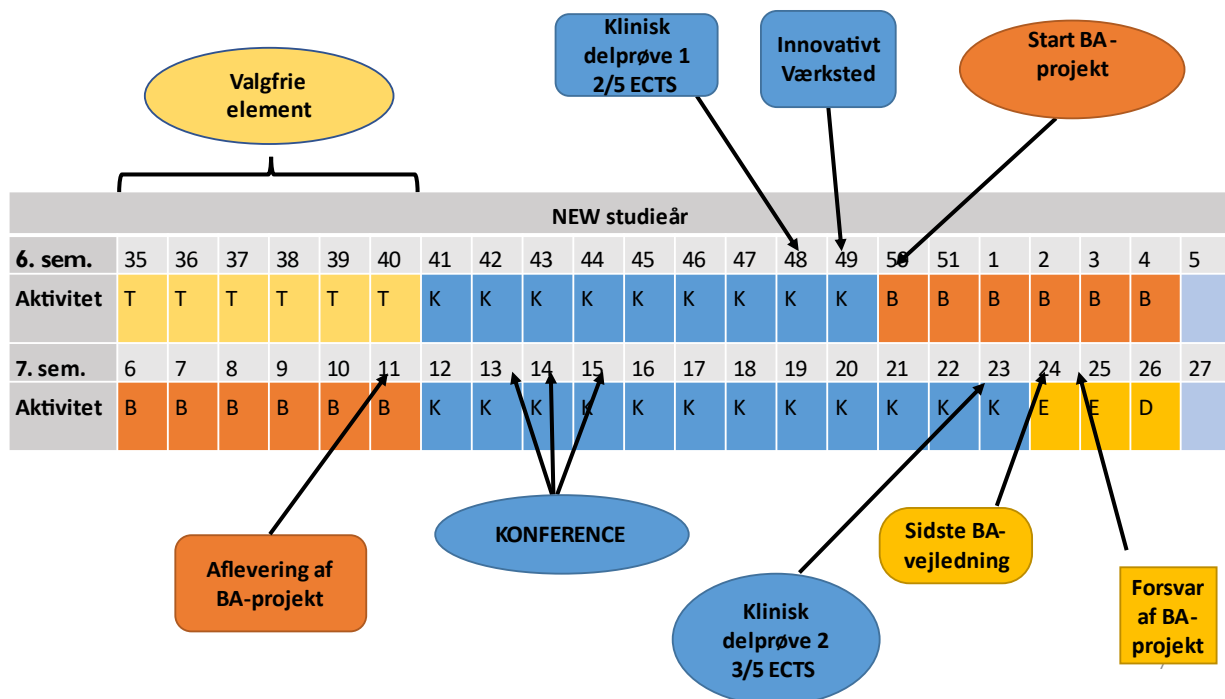 Valgfrie
element
Klinisk
delprøve 1
2/5 ECTS
Innovativt
Værksted
Start BA-
projekt
NEW studieår
6. sem. 35 36 37 38 39 40 41 42 43 44 45 46 47 48 49 50 51 1 2 3 4 5
Aktivitet T T T T T T K K K K K K K K K B B B B B B
7. sem. 6 7 8 9 10 11 12 13 14 15 16 17 18 19 20 21 22 23 24 25 26 27
Aktivitet B B B B B B K K K K K K K K K K K K E E D
Aflevering af
BA-projekt
KONFERENCE
Klinisk
delprøve 2
3/5 ECTS
Sidste BA-
vejledning
Forsvar
af BA-
projekt